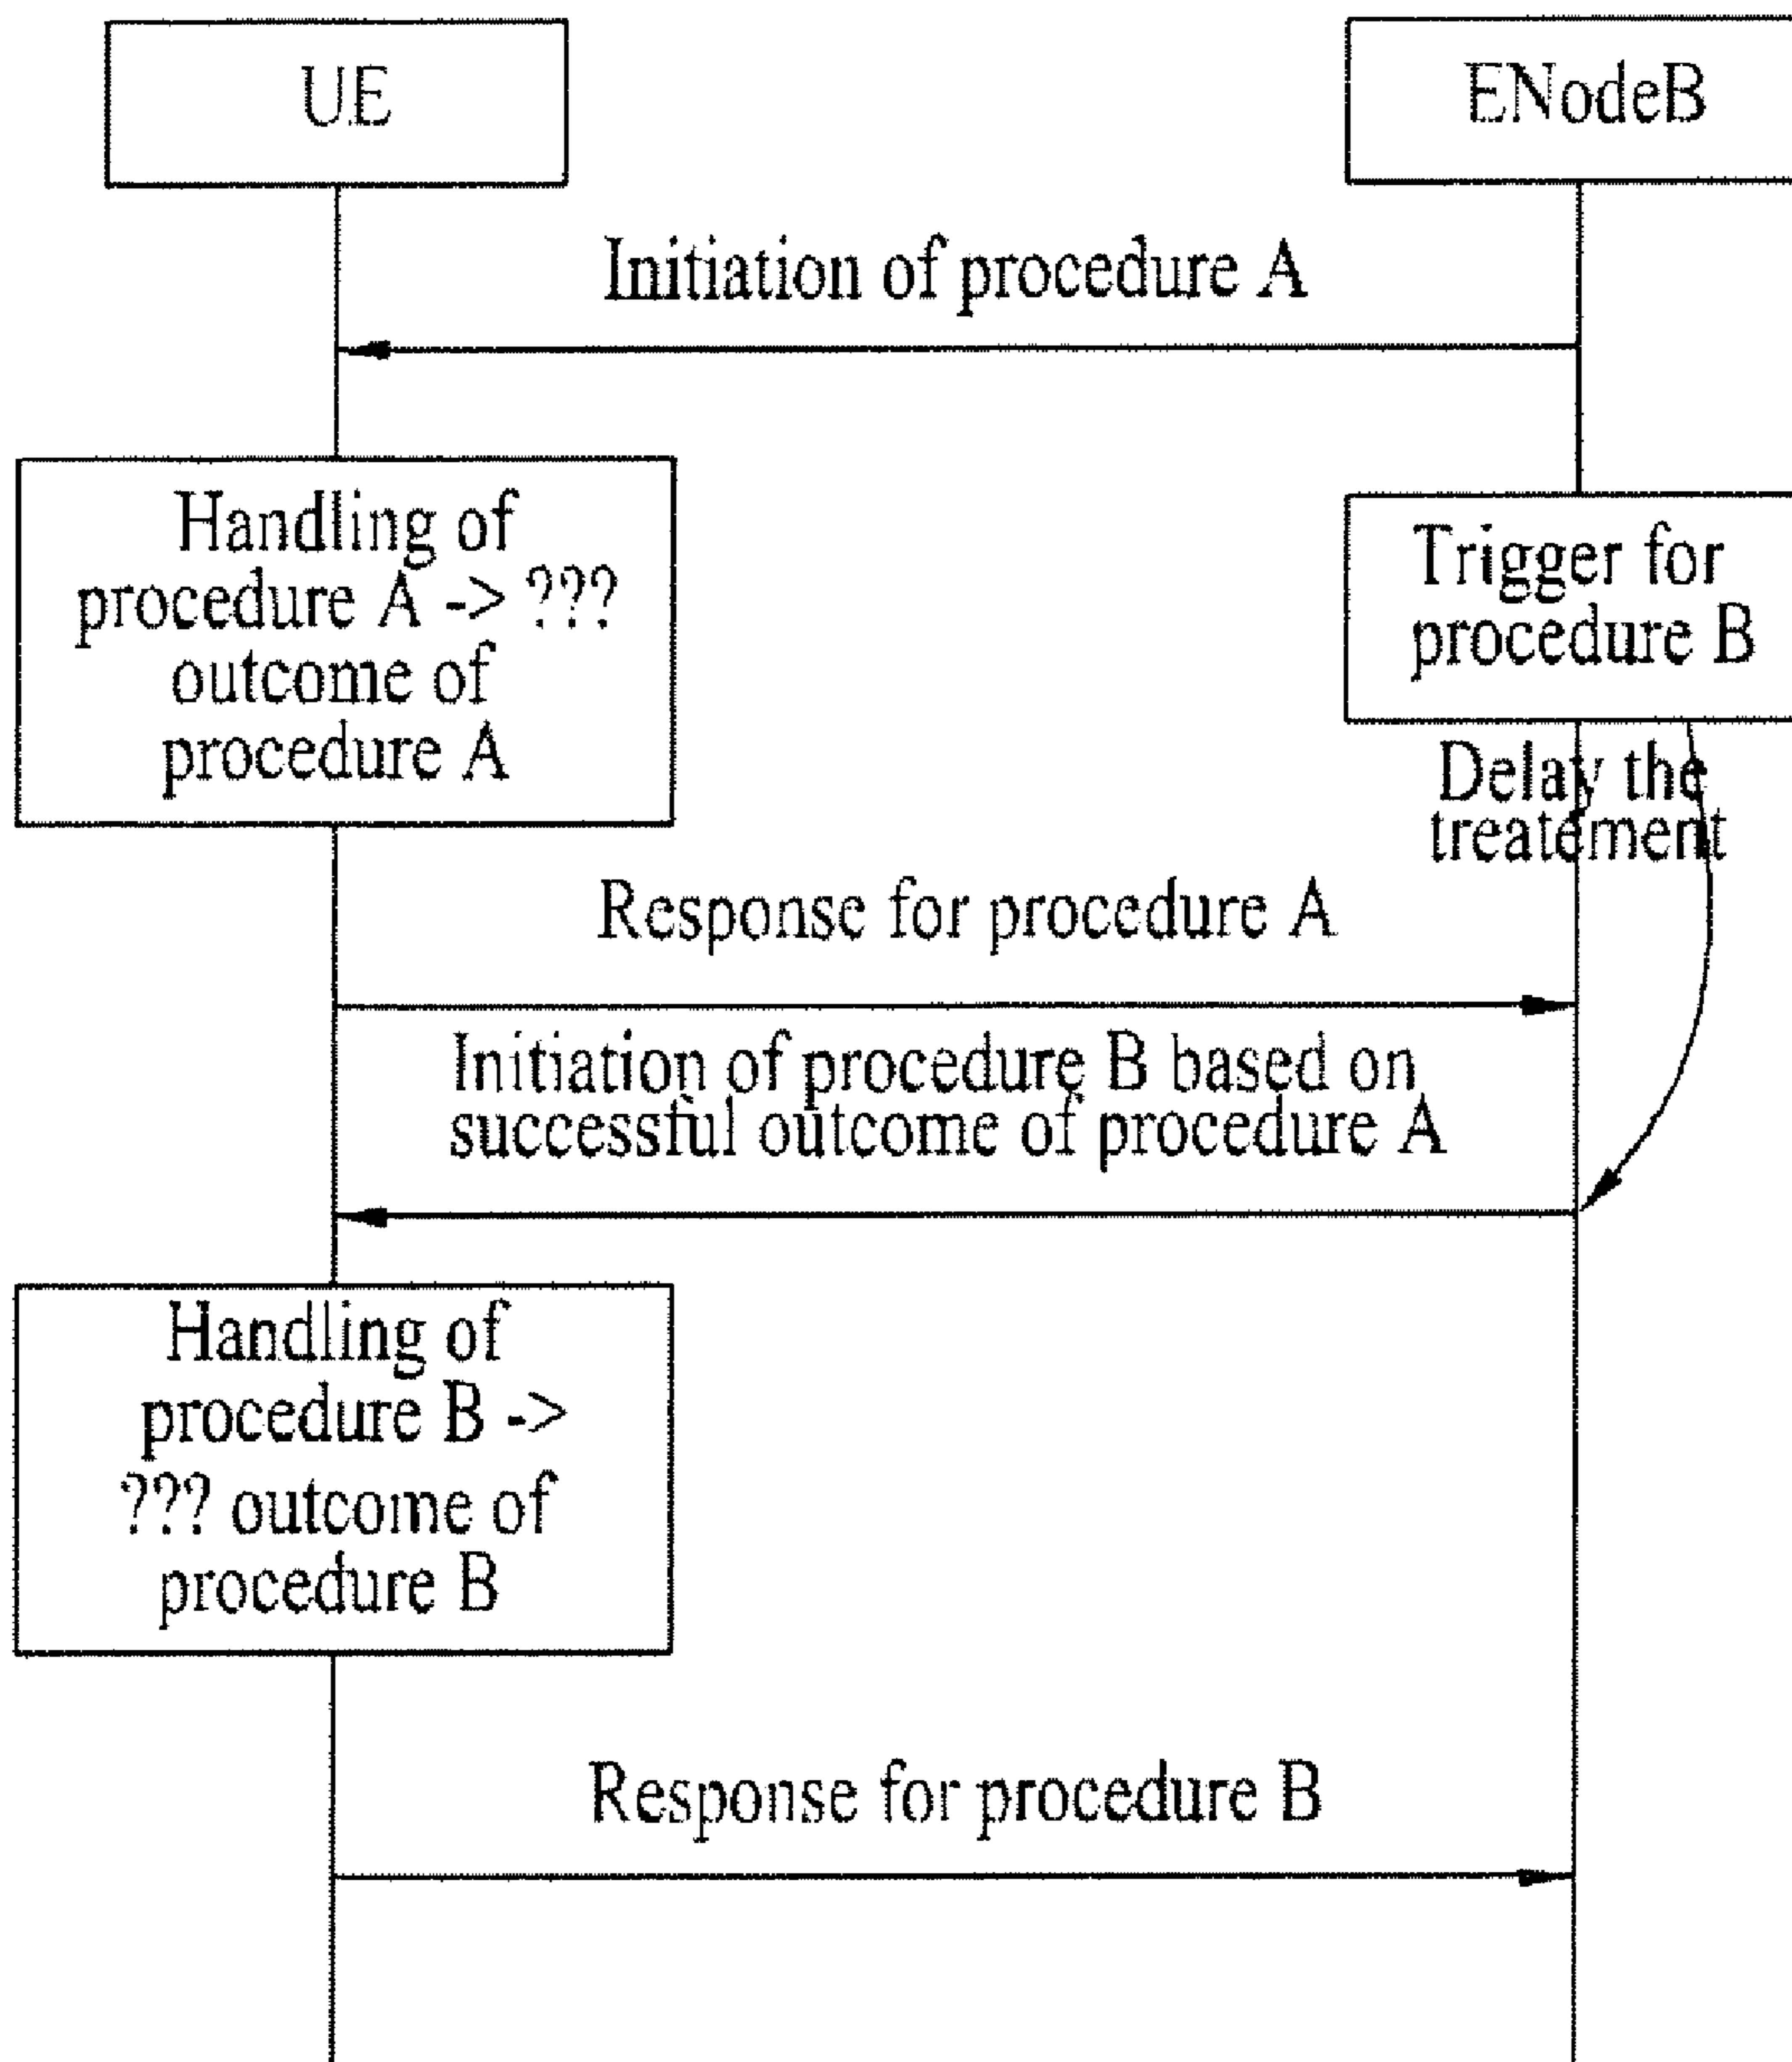 UE
ENodeB
Initiation of procedure A
Handling of
procedure A -> ???
outcome of
procedure A
Trigger for
procedure B
Delay the
treatement
Response for procedure A
Initiation of procedure B based on
successful outcome of procedure A
Handling of
procedure B ->
??? outcome of
procedure B
Response for procedure B